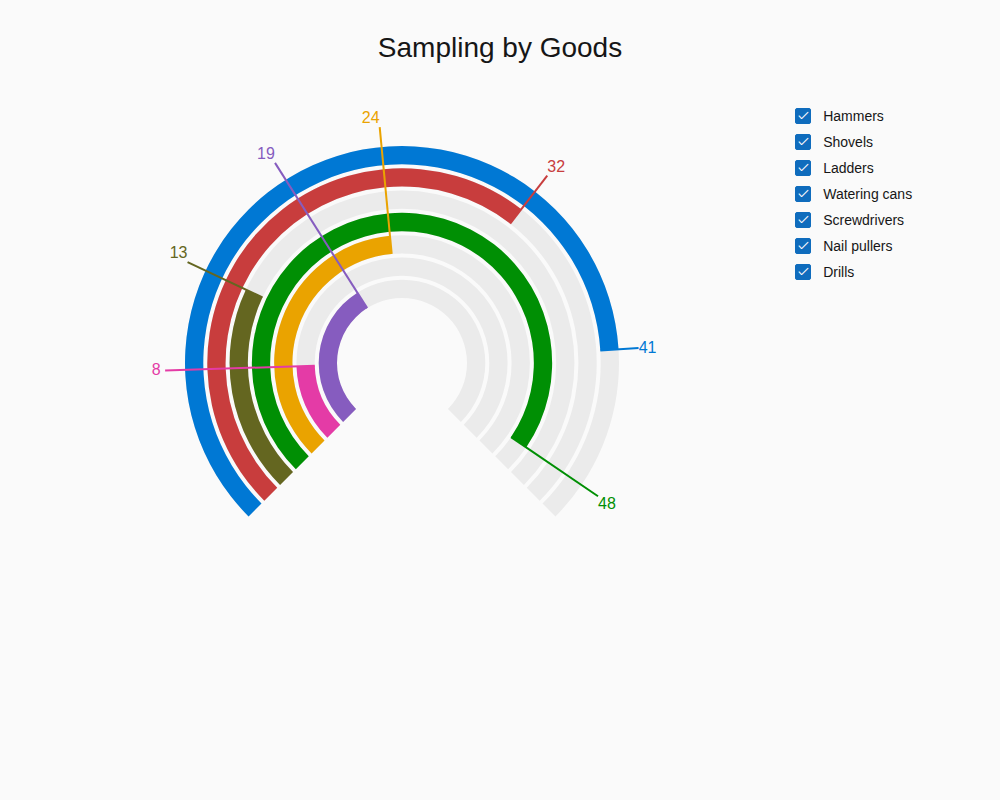 Sampling by Goods
24
19
32
13
8
41
48
Hammers
Shovels
Ladders
Watering cans
Screwdrivers
Nail pullers
Drills